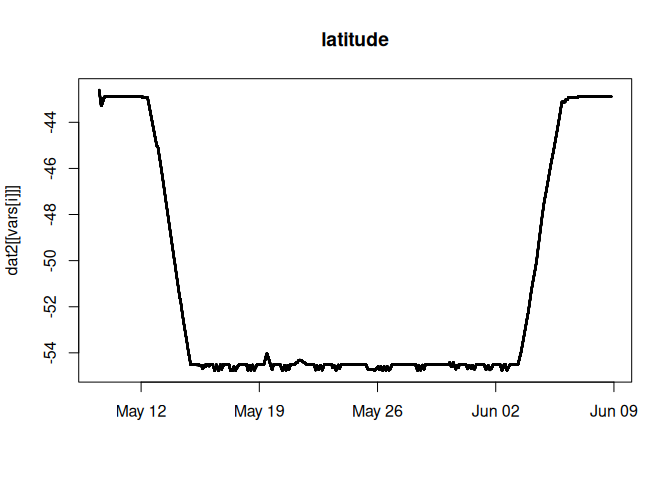 latitude
dat2[[vars[i]]]
-44
-46
-48
-50
-52
-54
May 12
May 19
May 26
Jun 02
Jun 09